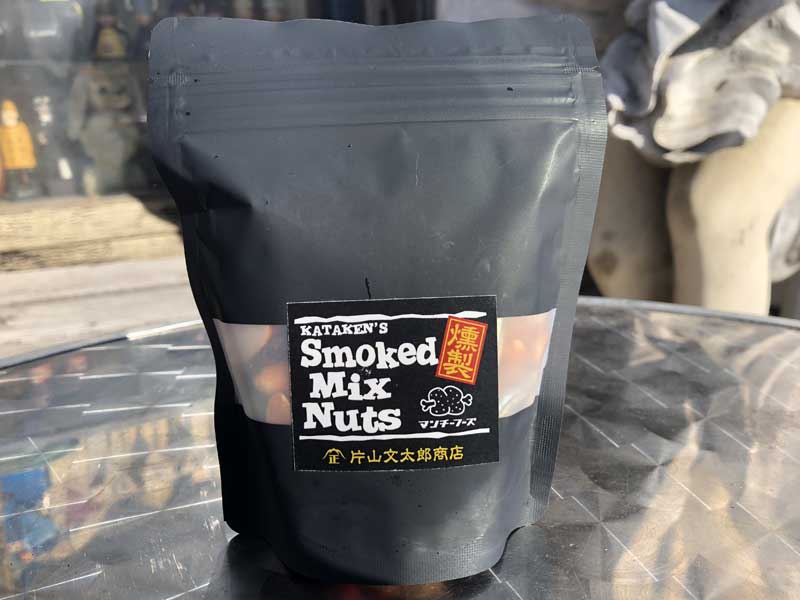 KATAKEN'S
Smoked
Mix
Nuts
燻製
マンチーフーズ
正 片山文太郎商店